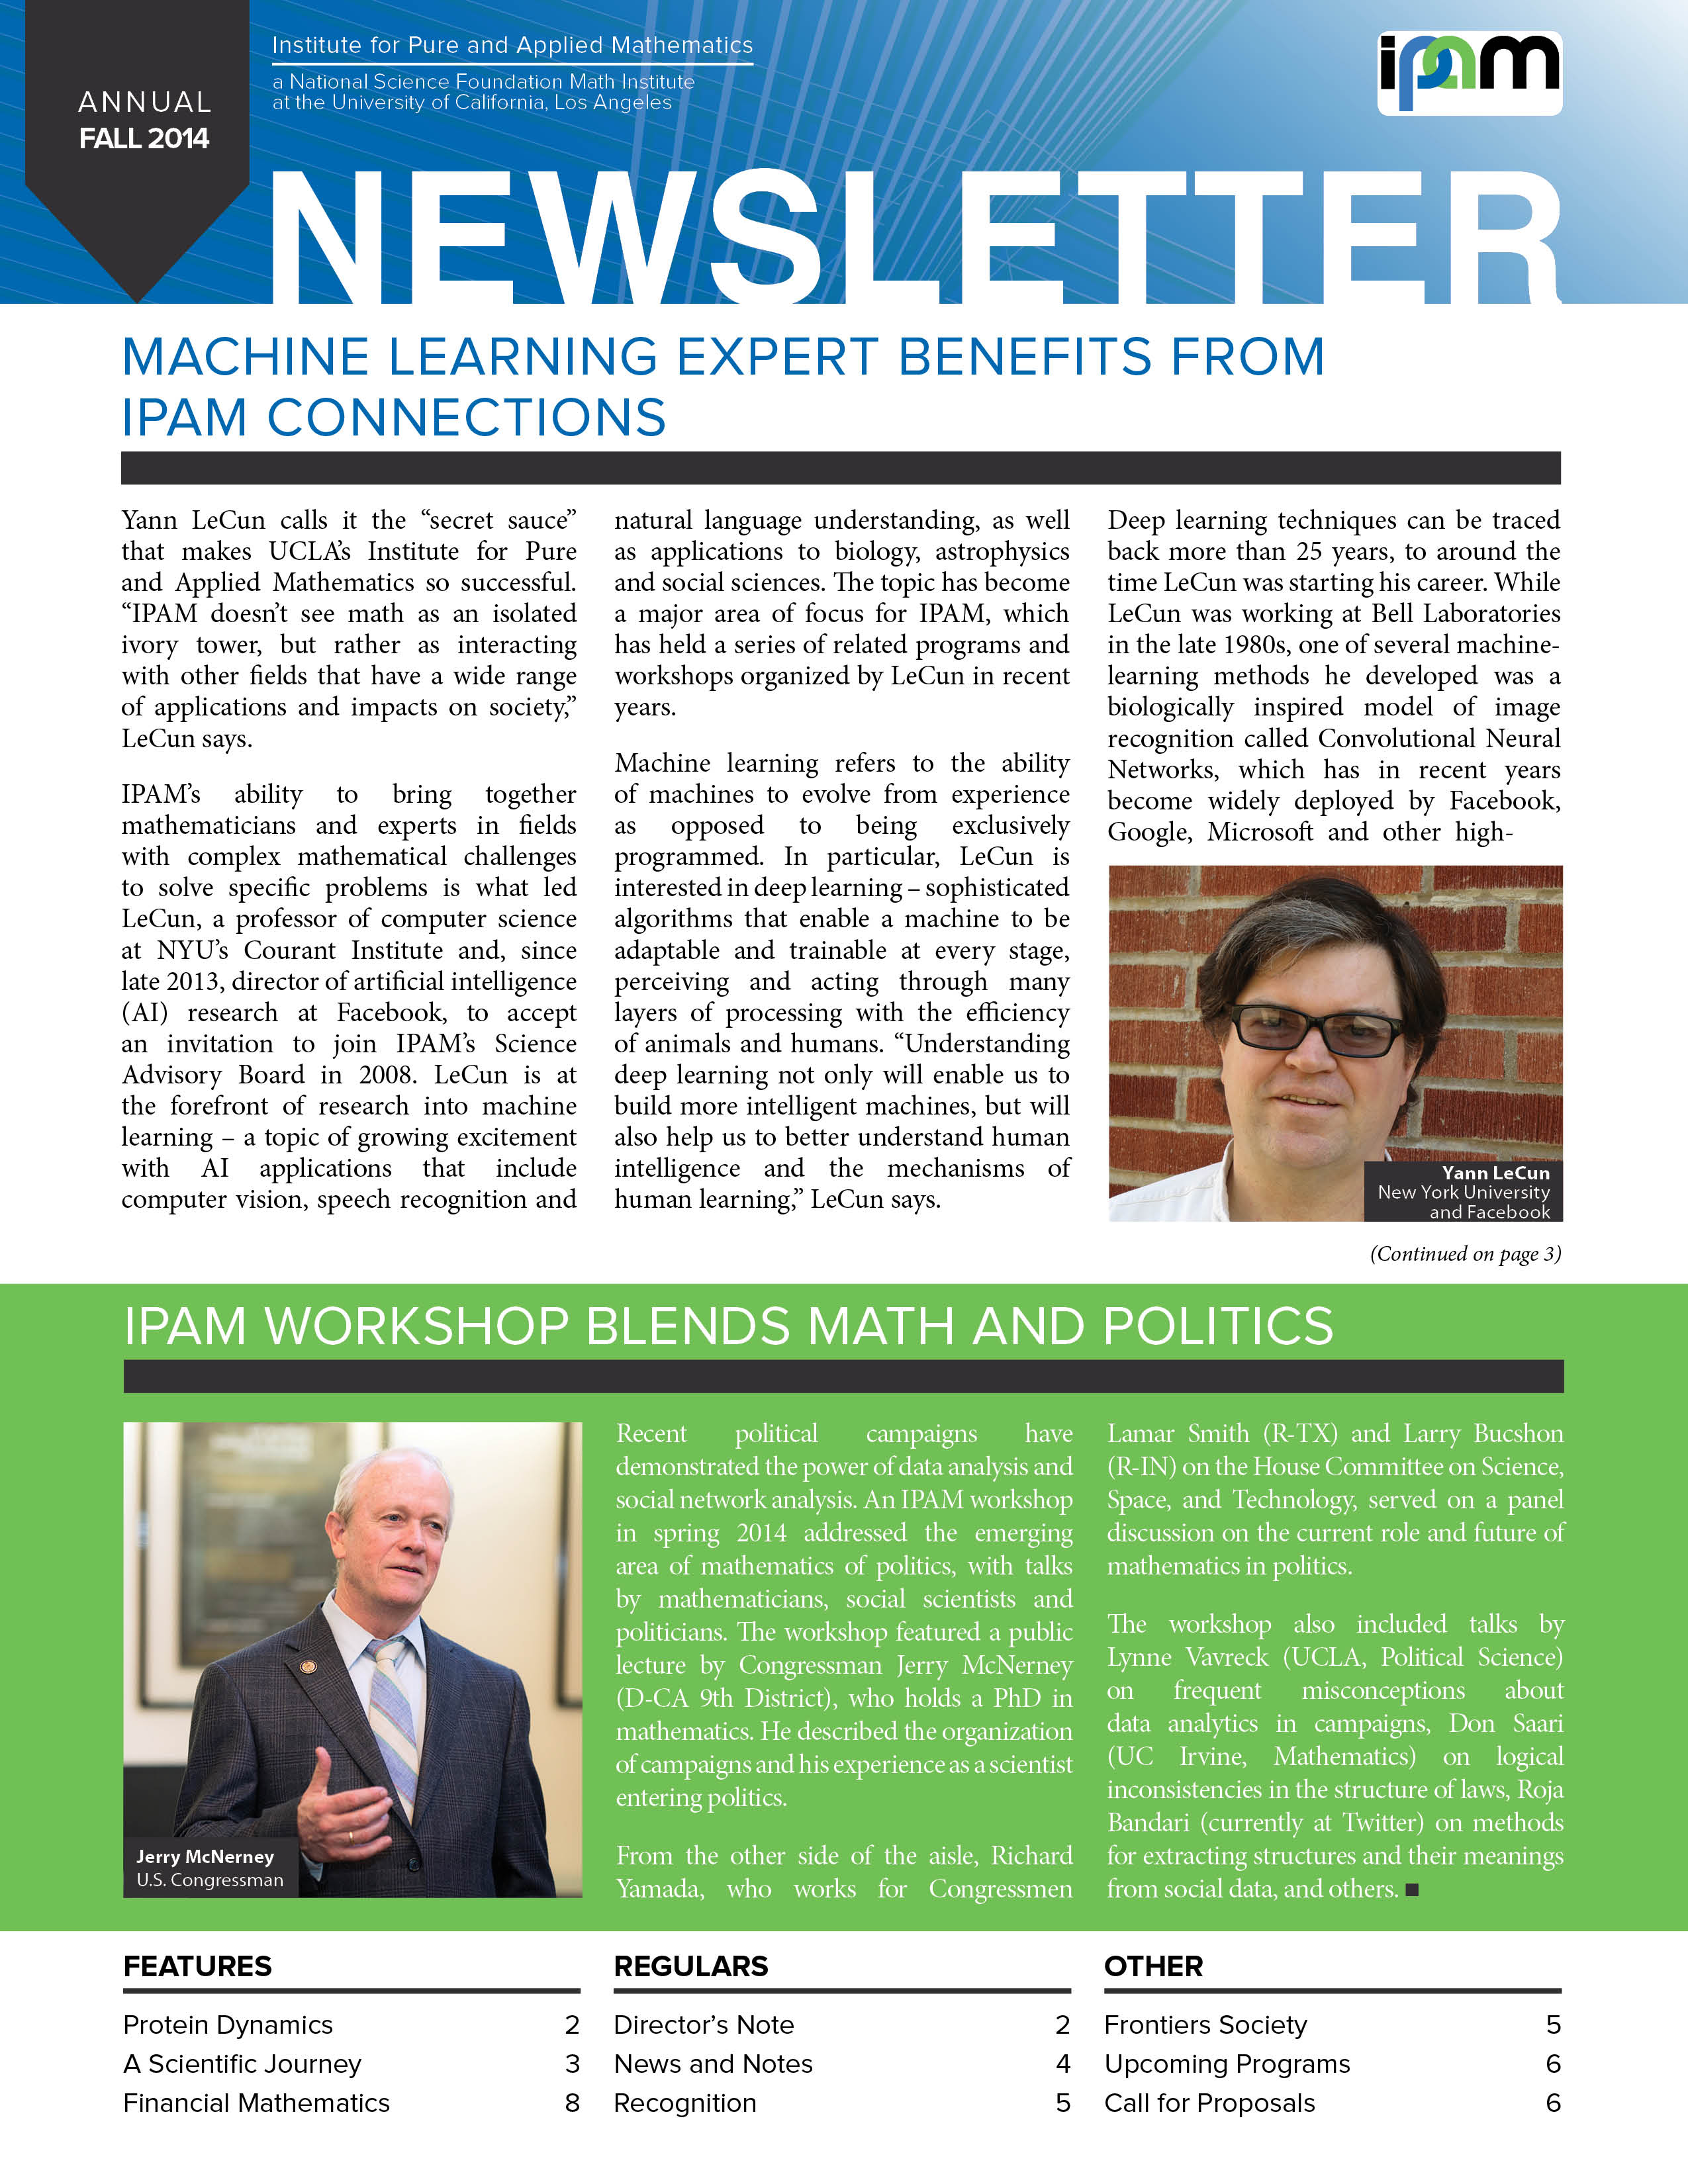 ANNUAL
FALL 2014
Institute for Pure and Applied Mathematics
a National Science Foundation Math Institute
at the University of California, Los Angeles
ipam
NEWSLETTER
MACHINE LEARNING EXPERT BENEFITS FROM
IPAM CONNECTIONS
Yann LeCun calls it the “secret sauce”
that makes UCLA’s Institute for Pure
and Applied Mathematics so successful.
“IPAM doesn’t see math as an isolated
ivory tower, but rather as interacting
with other fields that have a wide range
of applications and impacts on society,”
LeCun says.
IPAM’s ability to bring together
mathematicians and experts in fields
with complex mathematical challenges
to solve specific problems is what led
LeCun, a professor of computer science
at NYU’s Courant Institute and, since
late 2013, director of artificial intelligence
(AI) research at Facebook, to accept
an invitation to join IPAM’s Science
Advisory Board in 2008. LeCun is at
the forefront of research into machine
learning – a topic of growing excitement
with AI applications that include
computer vision, speech recognition and
natural language understanding, as well
as applications to biology, astrophysics
and social sciences. The topic has become
a major area of focus for IPAM, which
has held a series of related programs and
workshops organized by LeCun in recent
years.
Machine learning refers to the ability
of machines to evolve from experience
as opposed to being exclusively
programmed. In particular, LeCun is
interested in deep learning – sophisticated
algorithms that enable a machine to be
adaptable and trainable at every stage,
perceiving and acting through many
layers of processing with the efficiency
of animals and humans. “Understanding
deep learning not only will enable us to
build more intelligent machines, but will
also help us to better understand human
intelligence and the mechanisms of
human learning,” LeCun says.
Deep learning techniques can be traced
back more than 25 years, to around the
time LeCun was starting his career. While
LeCun was working at Bell Laboratories
in the late 1980s, one of several machine-
learning methods he developed was a
biologically inspired model of image
recognition called Convolutional Neural
Networks, which has in recent years
become widely deployed by Facebook,
Google, Microsoft and other high-
Yann LeCun
New York University
and Facebook
(Continued on page 3)
IPAM WORKSHOP BLENDS MATH AND POLITICS
Jerry McNerney
U.S. Congressman
Recent political campaigns have
demonstrated the power of data analysis and
social network analysis. An IPAM workshop
in spring 2014 addressed the emerging
area of mathematics of politics, with talks
by mathematicians, social scientists and
politicians. The workshop featured a public
lecture by Congressman Jerry McNerney
(D-CA 9th District), who holds a PhD in
mathematics. He described the organization
of campaigns and his experience as a scientist
entering politics.
From the other side of the aisle, Richard
Yamada, who works for Congressmen
Lamar Smith (R-TX) and Larry Bucshon
(R-IN) on the House Committee on Science,
Space, and Technology, served on a panel
discussion on the current role and future of
mathematics in politics.
The workshop also included talks by
Lynne Vavreck (UCLA, Political Science)
on frequent misconceptions about
data analytics in campaigns, Don Saari
(UC Irvine, Mathematics) on logical
inconsistencies in the structure of laws, Roja
Bandari (currently at Twitter) on methods
for extracting structures and their meanings
from social data, and others. ■
FEATURES
Protein Dynamics 2
A Scientific Journey 3
Financial Mathematics 8
REGULARS
Director’s Note 2
News and Notes 4
Recognition 5
OTHER
Frontiers Society 5
Upcoming Programs 6
Call for Proposals 6